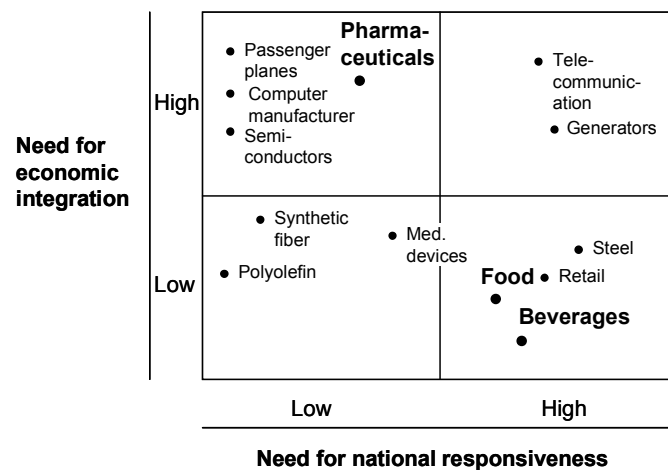 Need for
economic
integration
High
Low
Passenger
planes
Computer
manufacturer
Semi-
conductors
Pharma-
ceuticals
Tele-
communic-
ation
Generators
Synthetic
fiber
Polyolefin
Med.
devices
Steel
Retail
Food
Beverages
Low
High
Need for national responsiveness